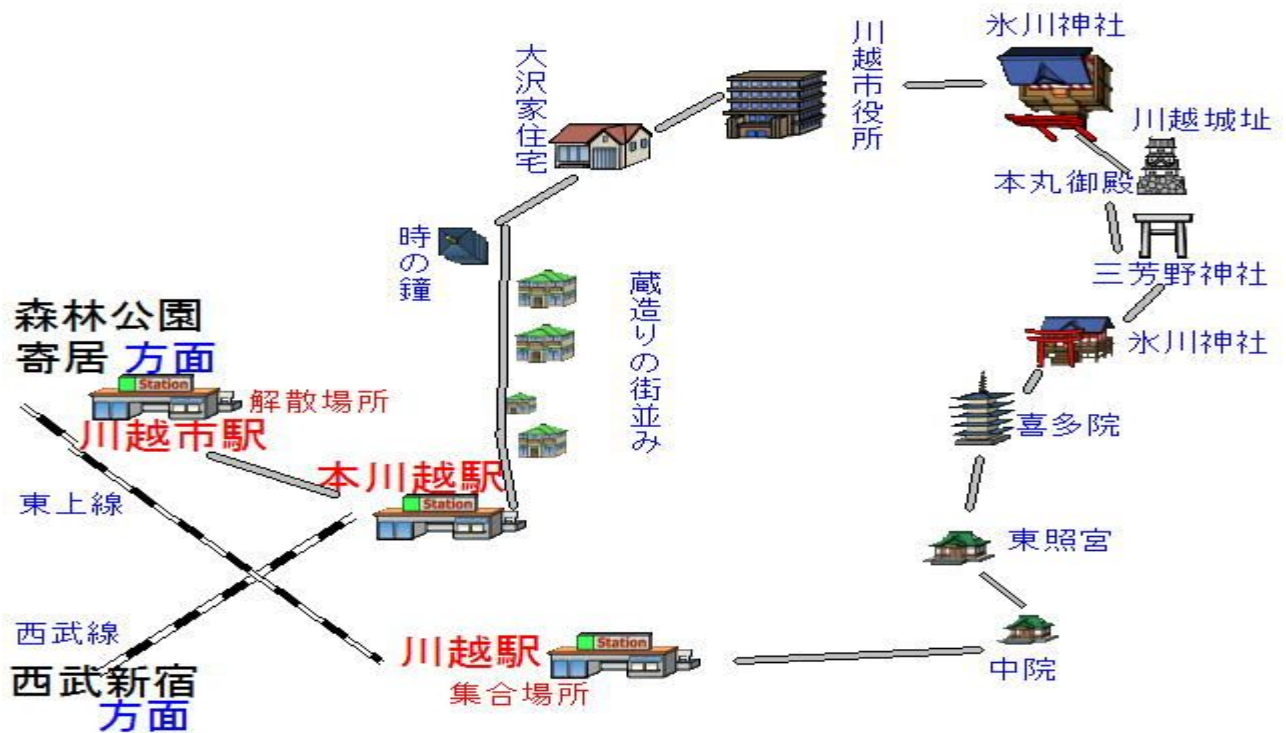 氷川神社
川越市役所
大沢家住宅
川越城址
本丸御殿
時の鐘
蔵造りの街並み
三芳野神社
氷川神社
森林公園
寄居 方面
Station
解散場所
川越市駅
喜多院
本川越駅
Station
東上線
東照宮
西武線
川越駅
Station
集合場所
中院
西武新宿
方面